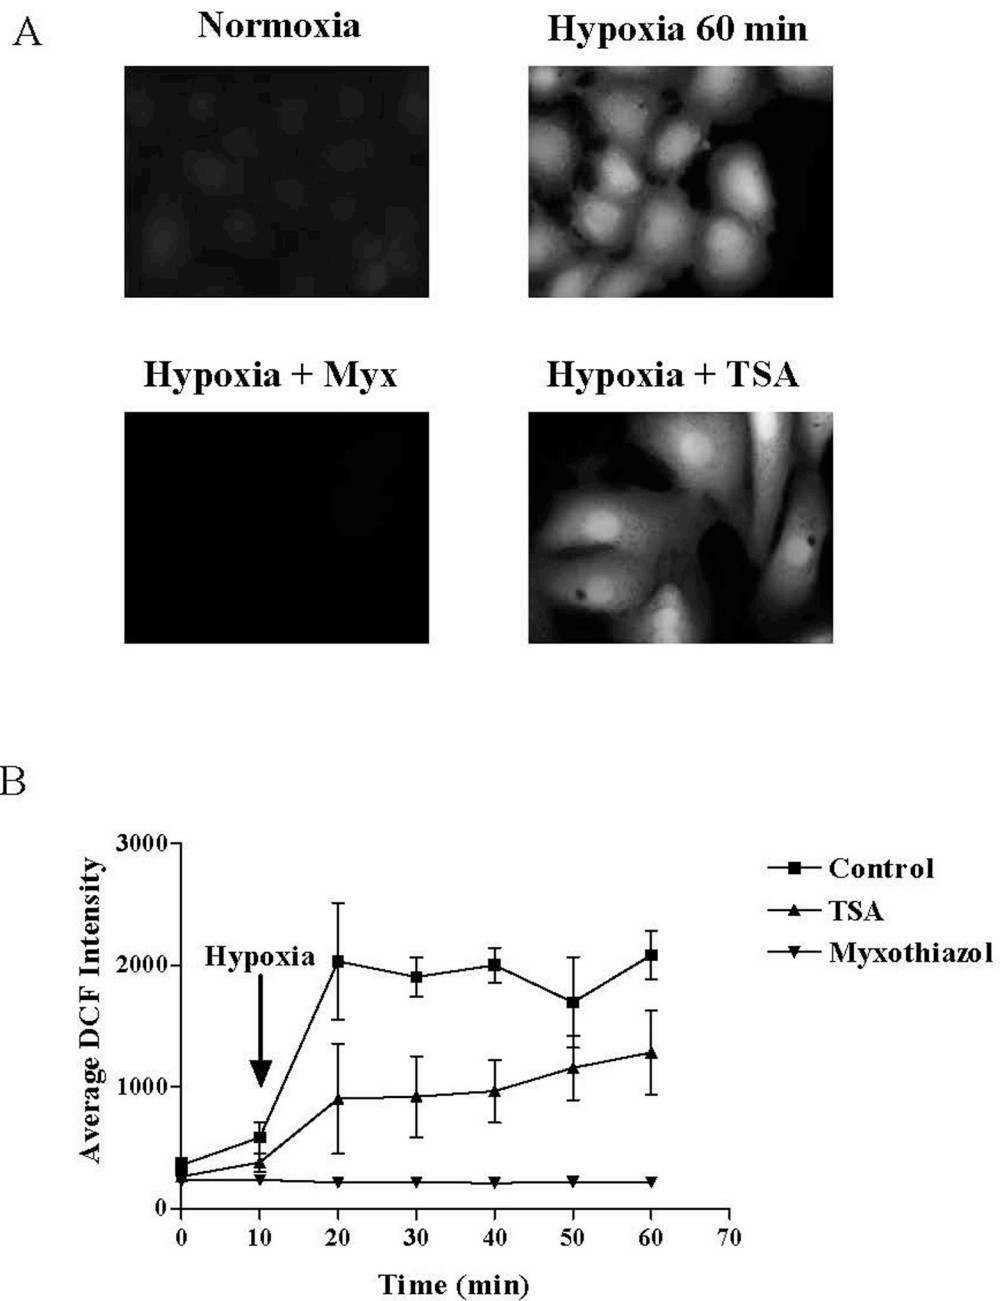 A
Normoxia
Hypoxia 60 min
Hypoxia + Myx
Hypoxia + TSA
B
Average DCF Intensity
3000
2000
1000
0
Hypoxia
Control
TSA
Myxothiazol
0 10 20 30 40 50 60 70
Time (min)